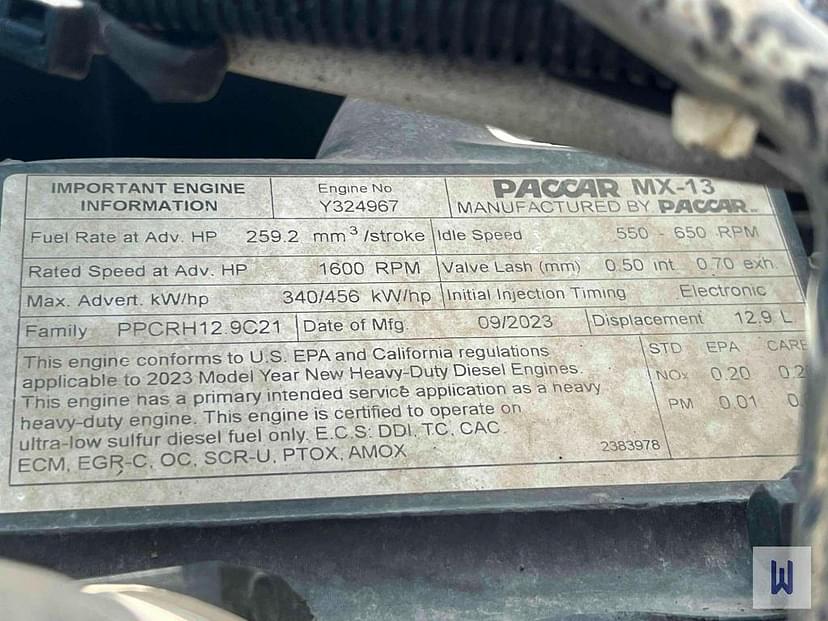 IMPORTANT ENGINE INFORMATION
Engine No
Y324967
PACCAR MX-13
MANUFACTURED BY PACCAR
Fuel Rate at Adv. HP 259.2 mm³/stroke
Idle Speed 550 - 650 RPM
Rated Speed at Adv. HP 1600 RPM
Valve Lash (mm) 0.50 int. 0.70 exh.
Max. Advert. kW/hp 340/456 kW/hp
Initial Injection Timing Electronic
Family PPCRH12.9C21
Date of Mfg. 09/2023
Displacement 12.9 L
This engine conforms to U.S. EPA and California regulations
applicable to 2023 Model Year New Heavy-Duty Diesel Engines.
This engine has a primary intended service application as a heavy
heavy-duty engine. This engine is certified to operate on
ultra-low sulfur diesel fuel only. E.C.S: DDI, TC, CAC,
ECM, EGR-C, OC, SCR-U, PTOX, AMOX
2383978
STD EPA CARB
NOx 0.20 0.2
PM 0.01 0.
W